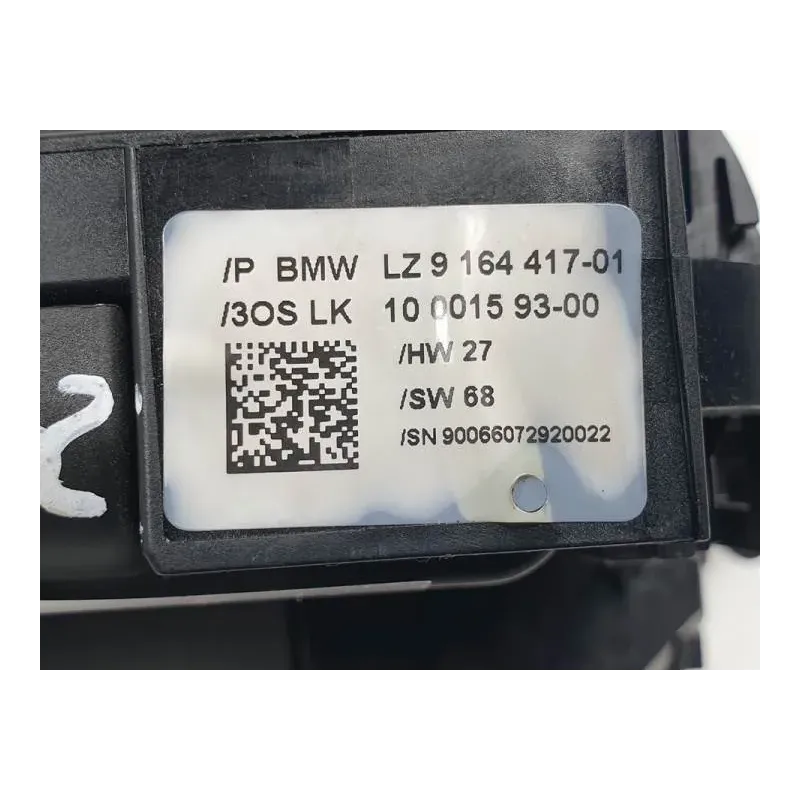 /P BMW LZ 9 164 417-01
/3OS LK 10 0015 93-00
/HW 27
/SW 68
/SN 90066072920022